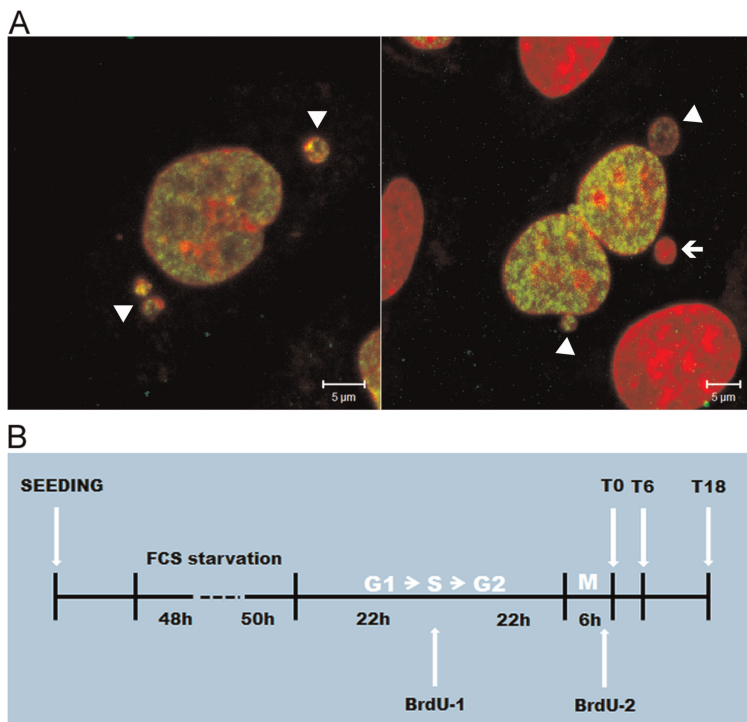 A
5 µm
5 µm
B
SEEDING
T0 T6 T18
FCS starvation
G1 → S → G2
M
48h 50h 22h 22h 6h
BrdU-1
BrdU-2